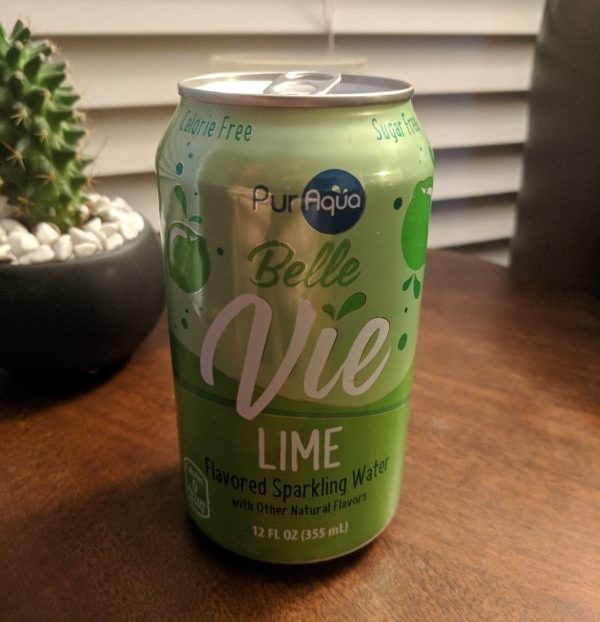 Calorie Free
Sugar Free
PurAqua
Belle
Vie
LIME
Flavored Sparkling Water
with Other Natural Flavors
12 FL OZ (355 mL)